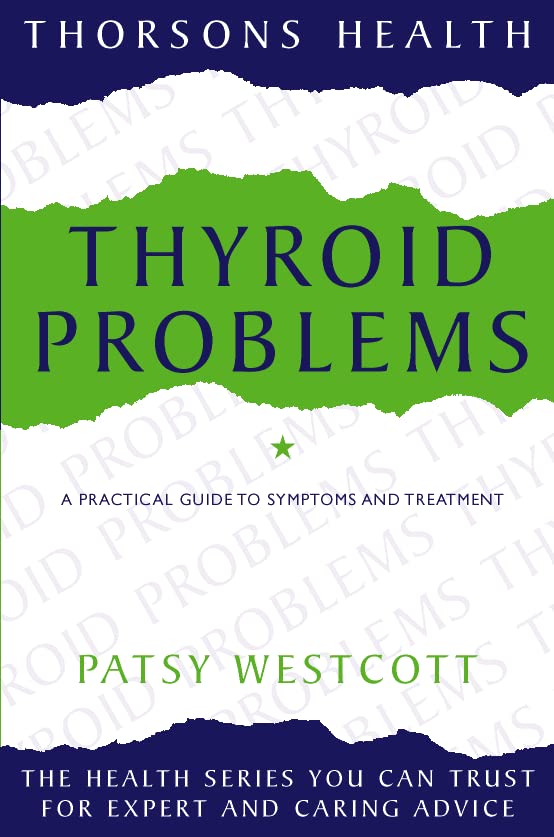 THORSONS HEALTH
THYROID
PROBLEMS
A PRACTICAL GUIDE TO SYMPTOMS AND TREATMENT
PATSY WESTCOTT
THE HEALTH SERIES YOU CAN TRUST
FOR EXPERT AND CARING ADVICE